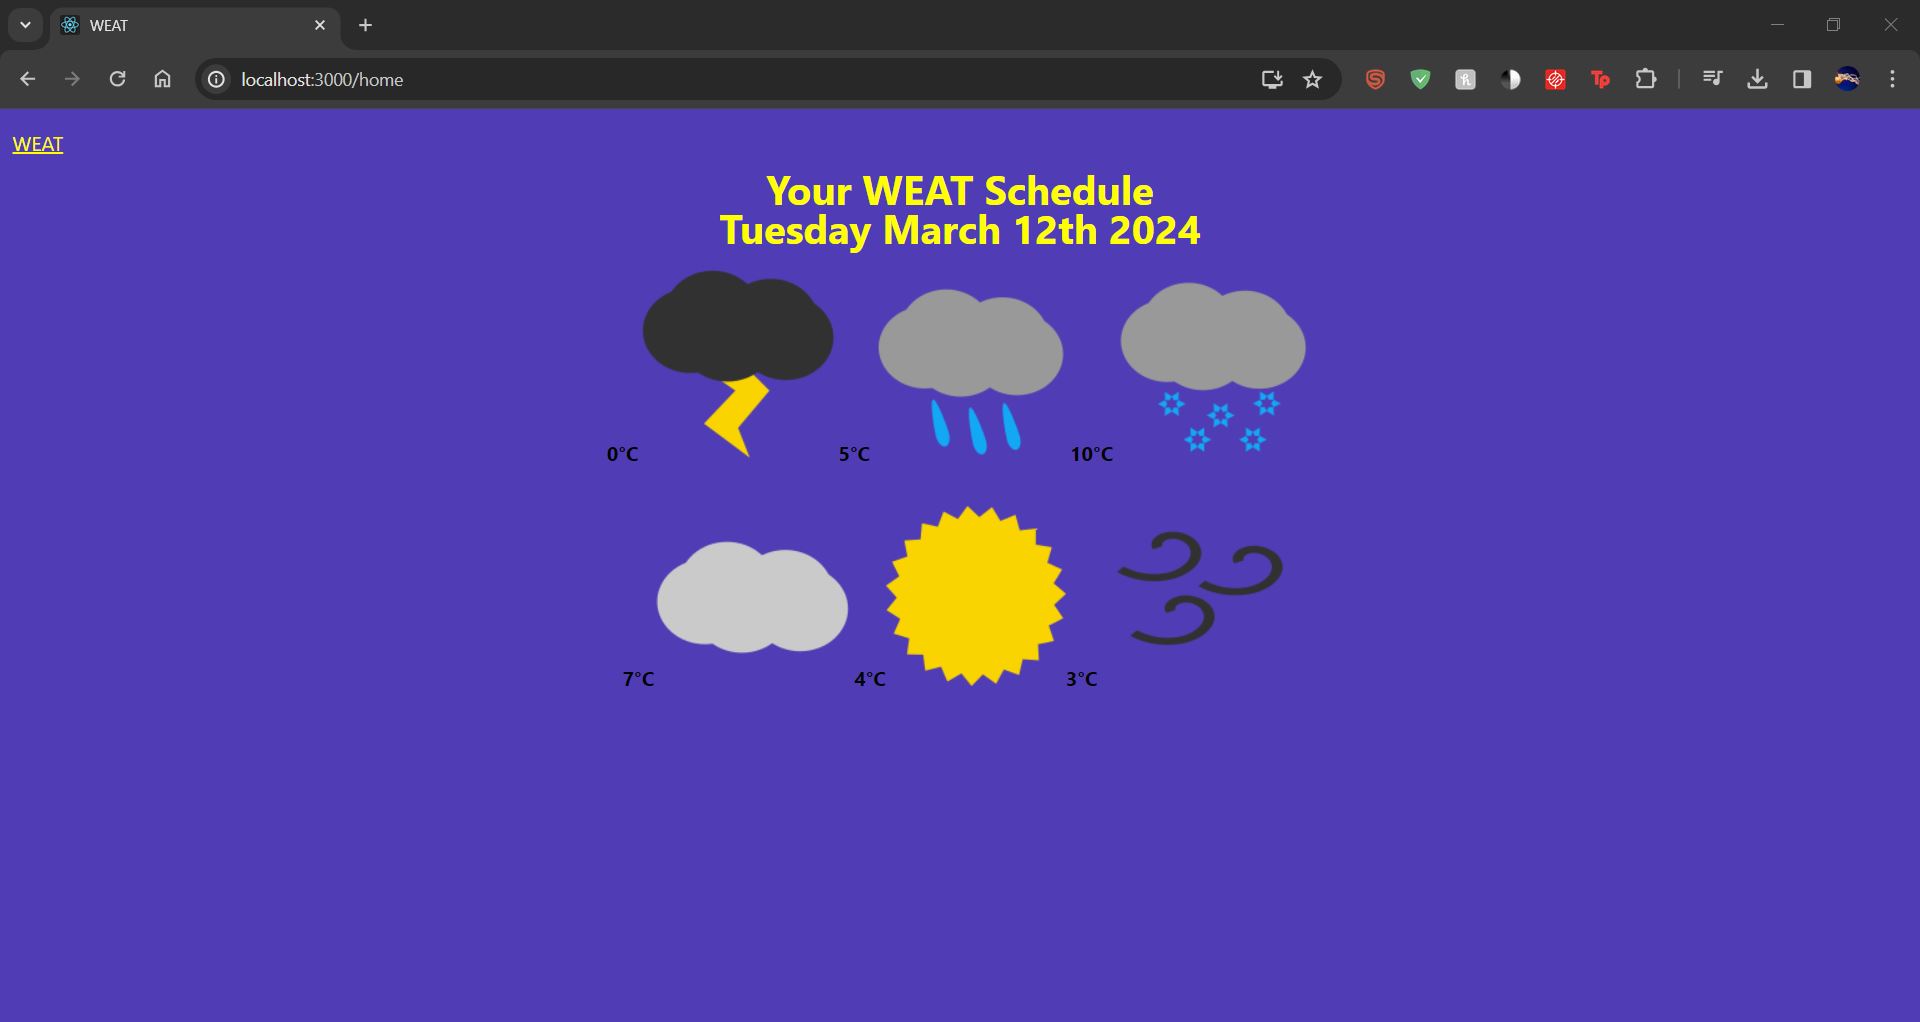 WEAT
localhost:3000/home
WEAT
Your WEAT Schedule
Tuesday March 12th 2024
0°C
5°C
10°C
7°C
4°C
3°C